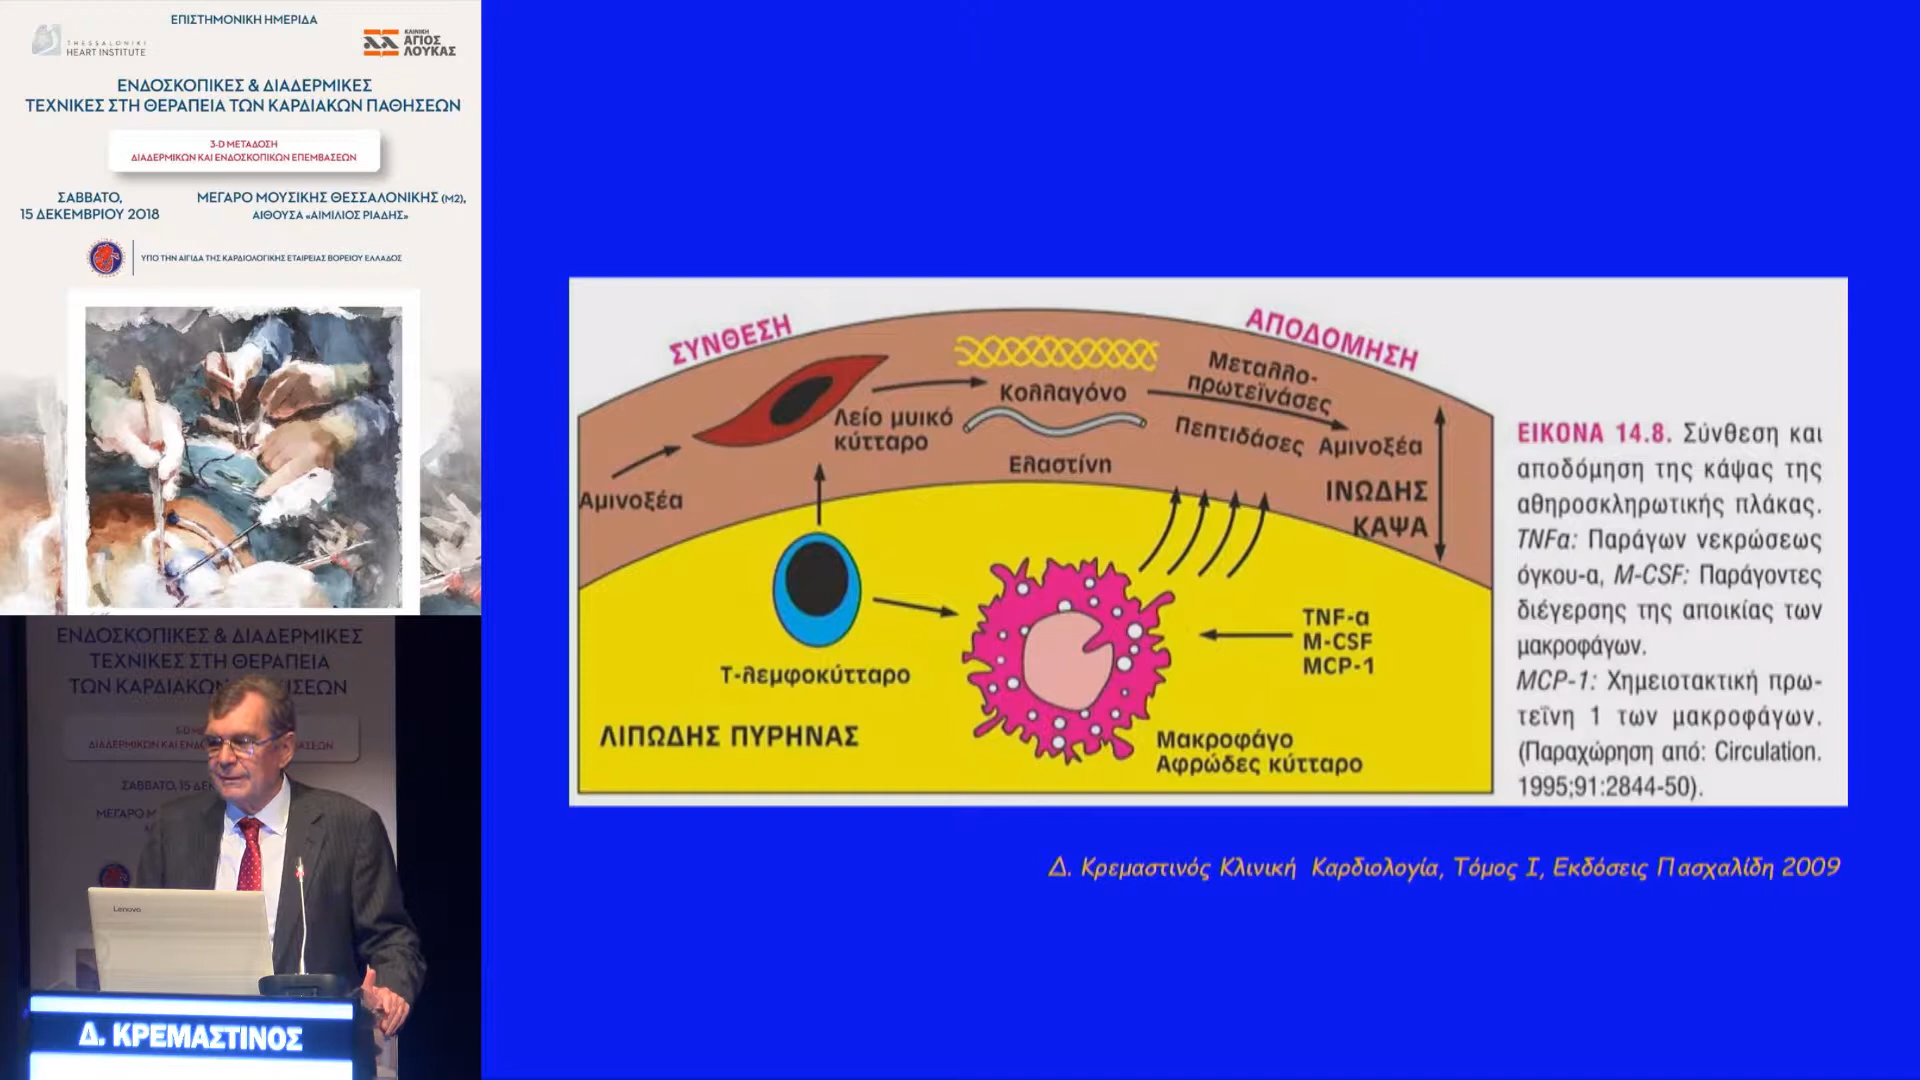 ΕΠΙΣΤΗΜΟΝΙΚΗ ΗΜΕΡΙΔΑ
THESSALONIKI
HEART INSTITUTE
ΚΛΙΝΙΚΗ
ΑΓΙΟΣ
ΛΟΥΚΑΣ
ΕΝΔΟΣΚΟΠΙΚΕΣ & ΔΙΑΔΕΡΜΙΚΕΣ
ΤΕΧΝΙΚΕΣ ΣΤΗ ΘΕΡΑΠΕΙΑ ΤΩΝ ΚΑΡΔΙΑΚΩΝ ΠΑΘΗΣΕΩΝ
3-D ΜΕΤΑΔΟΣΗ
ΔΙΑΔΕΡΜΙΚΩΝ ΚΑΙ ΕΝΔΟΣΚΟΠΙΚΩΝ ΕΠΕΜΒΑΣΕΩΝ
ΣΑΒΒΑΤΟ,
15 ΔΕΚΕΜΒΡΙΟΥ 2018
ΜΕΓΑΡΟ ΜΟΥΣΙΚΗΣ ΘΕΣΣΑΛΟΝΙΚΗΣ (Μ2),
ΑΙΘΟΥΣΑ «ΑΙΜΙΛΙΟΣ ΡΙΑΔΗΣ»
ΥΠΟ ΤΗΝ ΑΙΓΙΔΑ ΤΗΣ ΚΑΡΔΙΟΛΟΓΙΚΗΣ ΕΤΑΙΡΕΙΑΣ ΒΟΡΕΙΟΥ ΕΛΛΑΔΟΣ
ΕΝΔΟΣΚΟΠΙΚΕΣ & ΔΙΑΔΕΡΜΙΚΕΣ
ΤΕΧΝΙΚΕΣ ΣΤΗ ΘΕΡΑΠΕΙΑ
ΤΩΝ
ΣΑΒΒΑΤΟ, 15
Lenovo
Δ. ΚΡΕΜΑΣΤΙΝΟΣ
ΣΥΝΘΕΣΗ
ΑΠΟΔΟΜΗΣΗ
Μεταλλο-
πρωτεϊνάσες
Κολλαγόνο
Λείο μυικό
κύτταρο
Πεπτιδάσες
Αμινοξέα
Ελαστίνη
Αμινοξέα
ΙΝΩΔΗΣ
ΚΑΨΑ
TNF-α
M-CSF
MCP-1
Τ-λεμφοκύτταρο
ΛΙΠΩΔΗΣ ΠΥΡΗΝΑΣ
Μακροφάγο
Αφρώδες κύτταρο
ΕΙΚΟΝΑ 14.8. Σύνθεση και
αποδόμηση της κάψας της
αθηροσκληρωτικής πλάκας.
TNFα: Παράγων νεκρώσεως
όγκου-α, M-CSF: Παράγοντες
διέγερσης της αποικίας των
μακροφάγων.
MCP-1: Χημειοτακτική πρω-
τεΐνη 1 των μακροφάγων.
(Παραχώρηση από: Circulation.
1995;91:2844-50).
Δ. Κρεμαστινός Κλινική Καρδιολογία, Τόμος Ι, Εκδόσεις Πασχαλίδη 2009